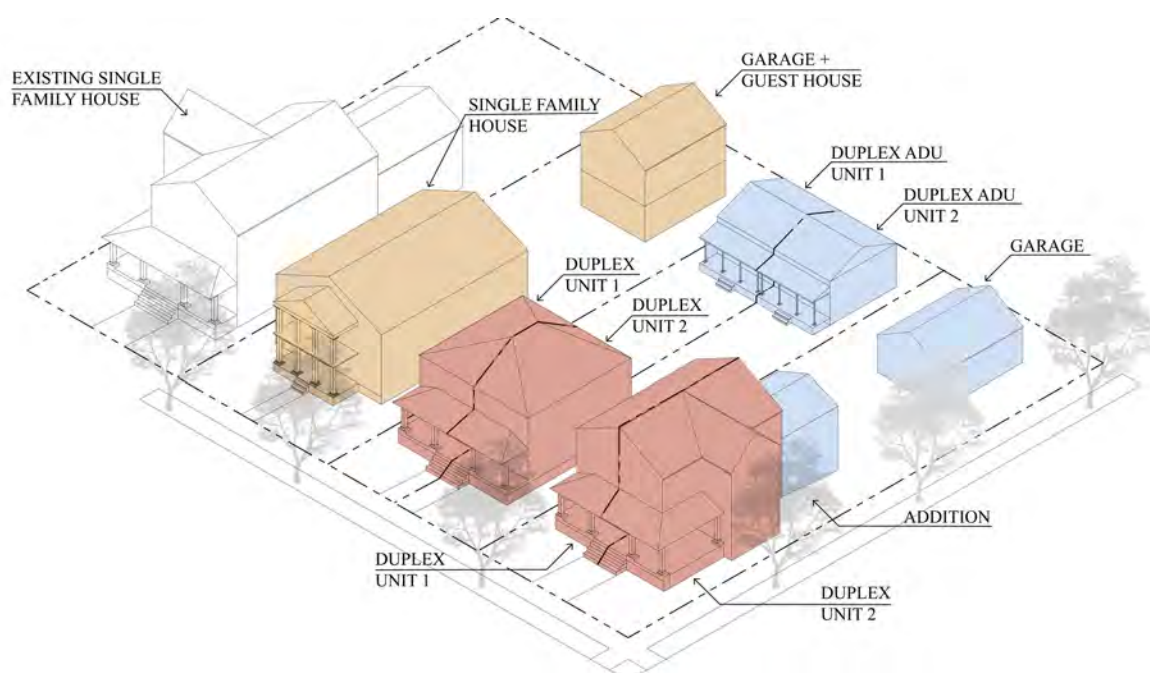 EXISTING SINGLE
FAMILY HOUSE
SINGLE FAMILY
HOUSE
GARAGE +
GUEST HOUSE
DUPLEX ADU
UNIT 1
DUPLEX ADU
UNIT 2
GARAGE
DUPLEX
UNIT 1
DUPLEX
UNIT 2
ADDITION
DUPLEX
UNIT 1
DUPLEX
UNIT 2